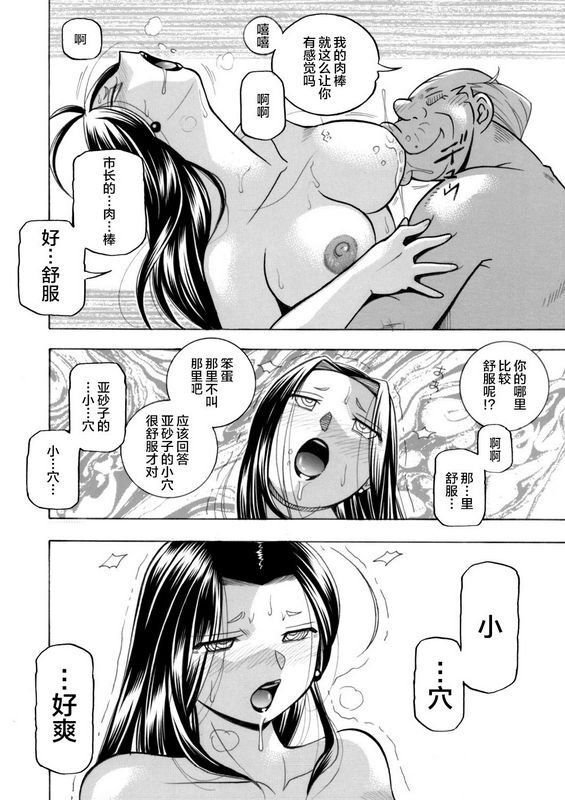 我的肉棒
就这么让你
有感觉吗
嘻嘻
啊啊
啊
市长的…肉…棒
好…舒服
你的哪里
比较
舒服呢!?
啊啊
那…里
舒服…
笨蛋
那里不叫
那里吧
应该回答
亚砂子的小穴
很舒服才对
亚砂子的
…小…穴
小…穴…
小
…穴
…好爽